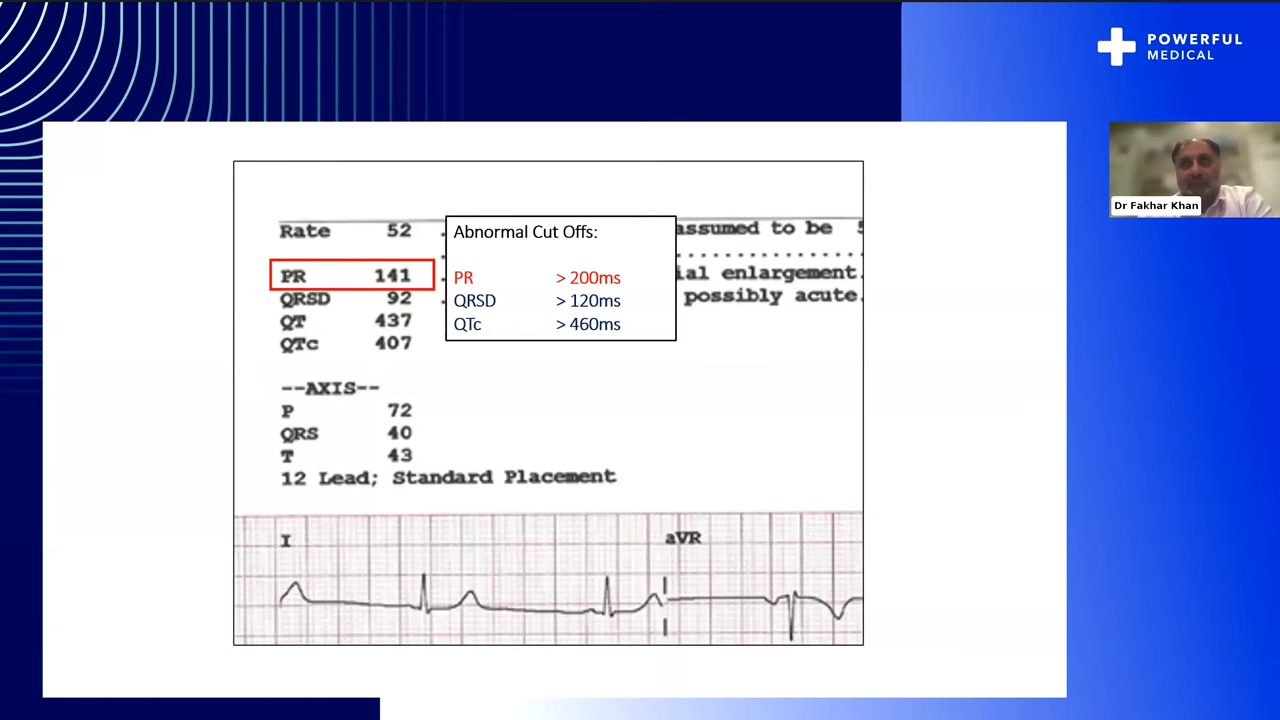 POWERFUL
MEDICAL
Dr Fakhar Khan
Rate 52 assumed to be
PR 141 ial enlargement.
QRSD 92 possibly acute.
QT 437
QTc 407
Abnormal Cut Offs:
PR > 200ms
QRSD > 120ms
QTc > 460ms
--AXIS--
P 72
QRS 40
T 43
12 Lead; Standard Placement
I aVR